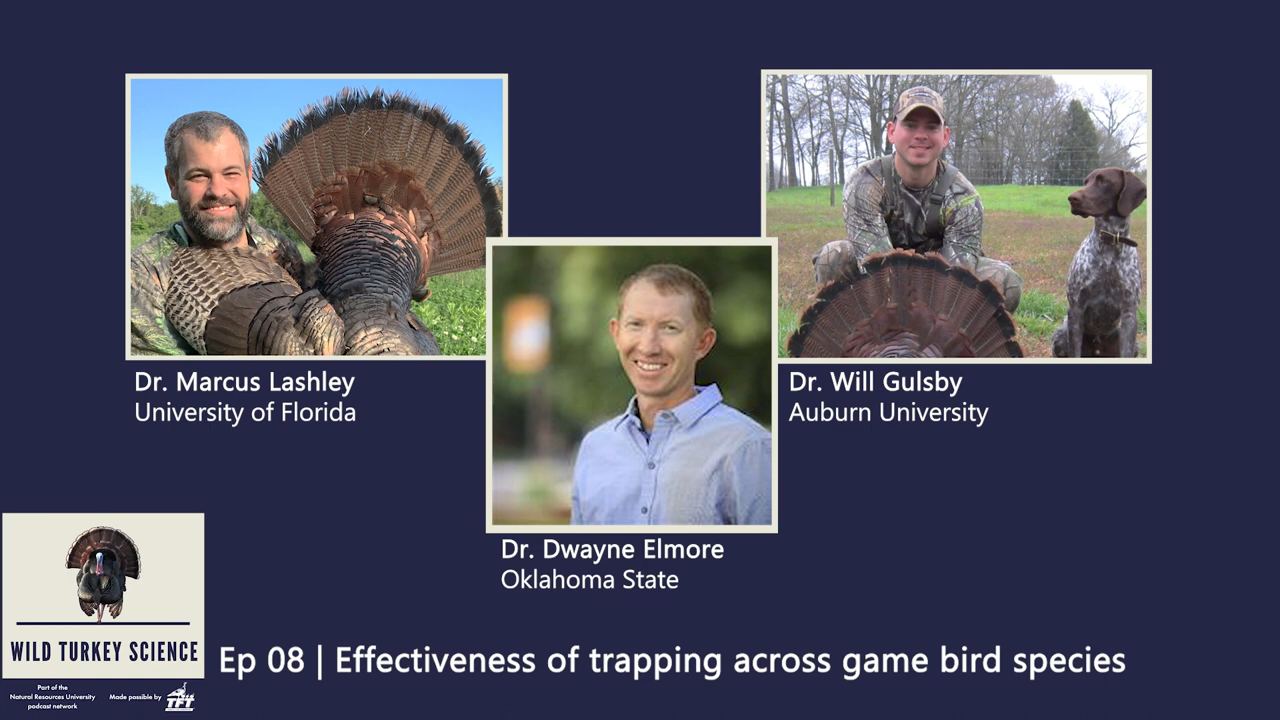 Dr. Marcus Lashley
University of Florida
Dr. Will Gulsby
Auburn University
Dr. Dwayne Elmore
Oklahoma State
WILD TURKEY SCIENCE
Ep 08 | Effectiveness of trapping across game bird species
Part of the
Natural Resources University
podcast network
Made possible by
TFT